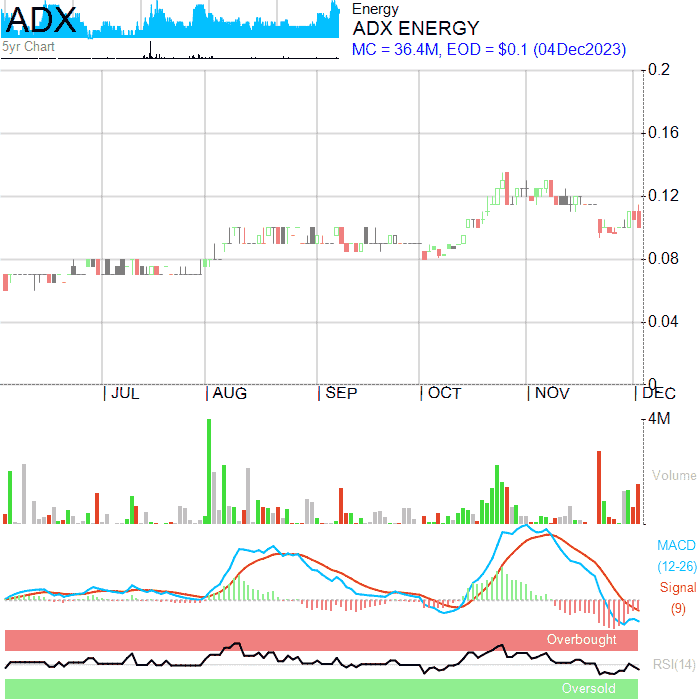 ADX
5yr Chart
Energy
ADX ENERGY
MC = 36.4M, EOD = $0.1 (04Dec2023)
0.2
0.16
0.12
0.08
0.04
0
JUL
AUG
SEP
OCT
NOV
DEC
4M
Volume
MACD
(12-26)
Signal
(9)
Overbought
RSI(14)
Oversold